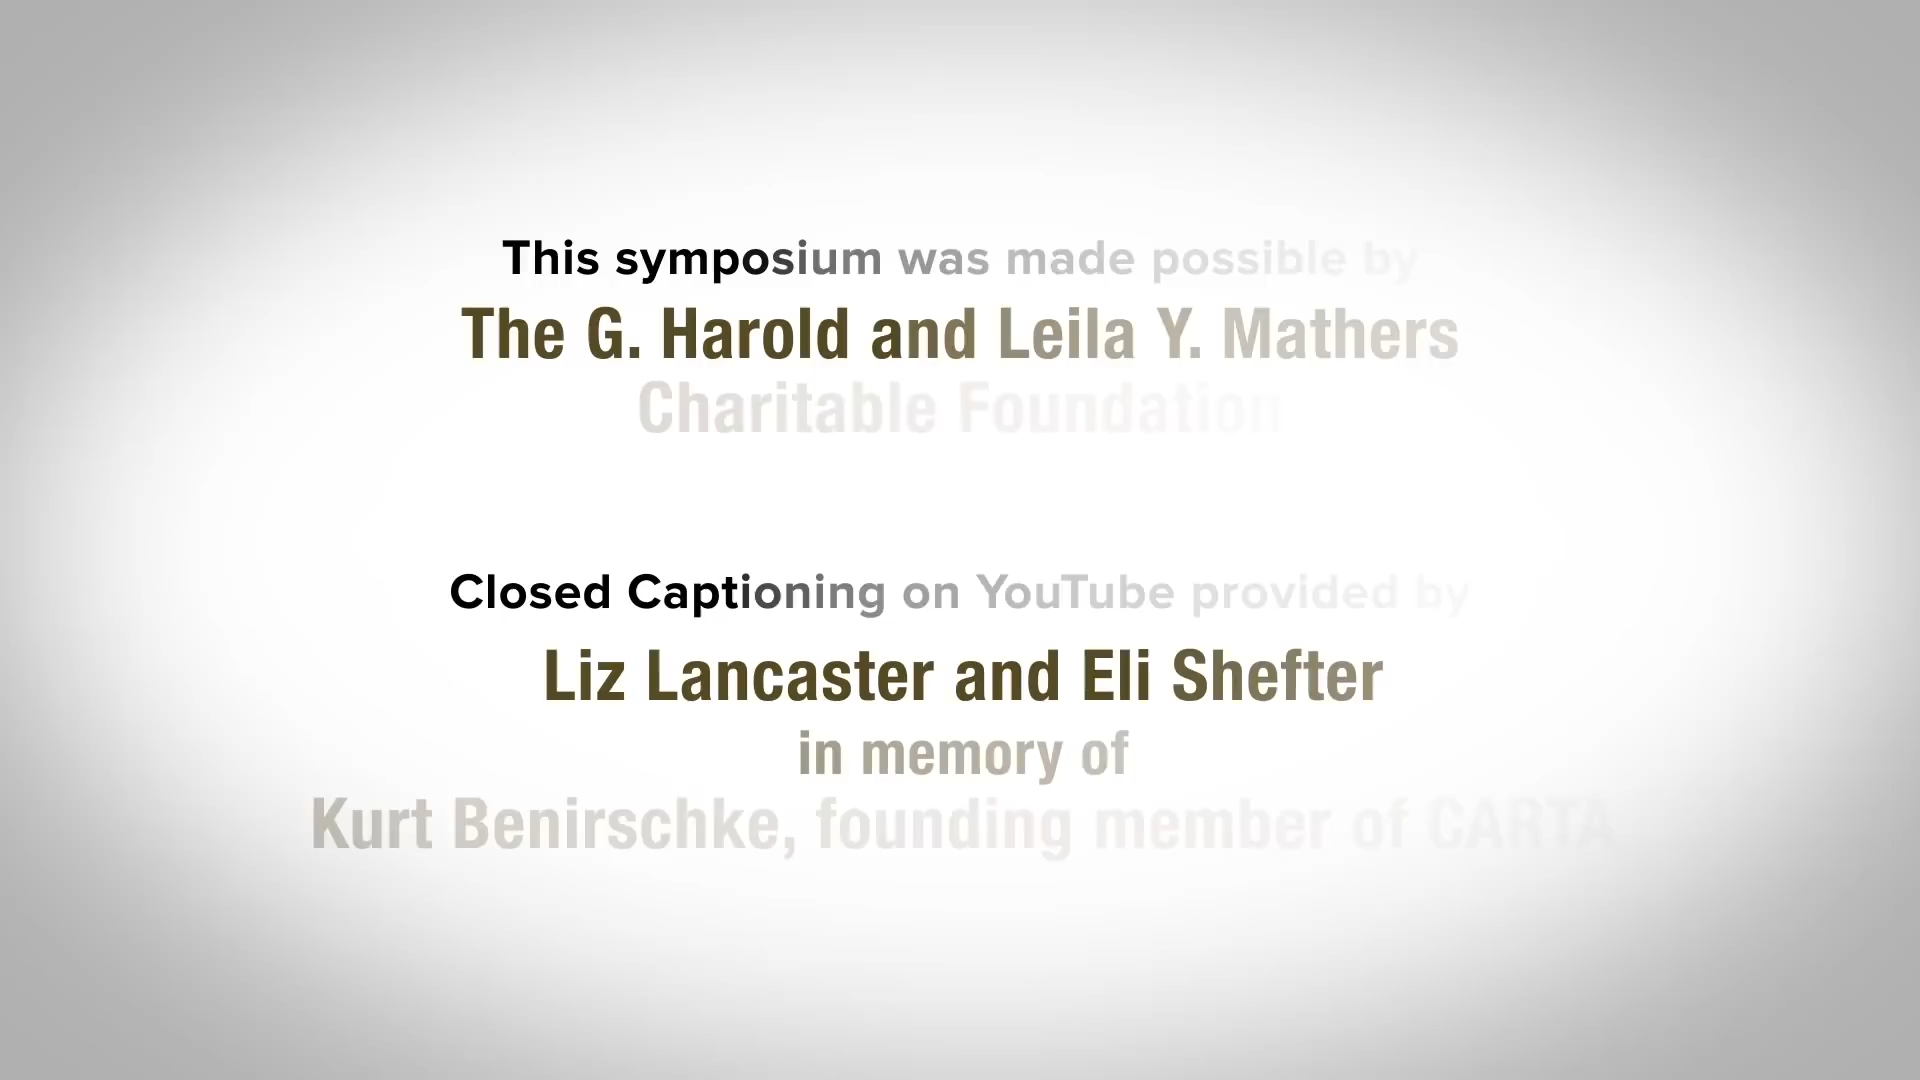 This symposium was made possible by
The G. Harold and Leila Y. Mathers
Charitable Foundation
Closed Captioning on YouTube provided by
Liz Lancaster and Eli Shefter
in memory of
Kurt Benirschke, founding member of CARTA